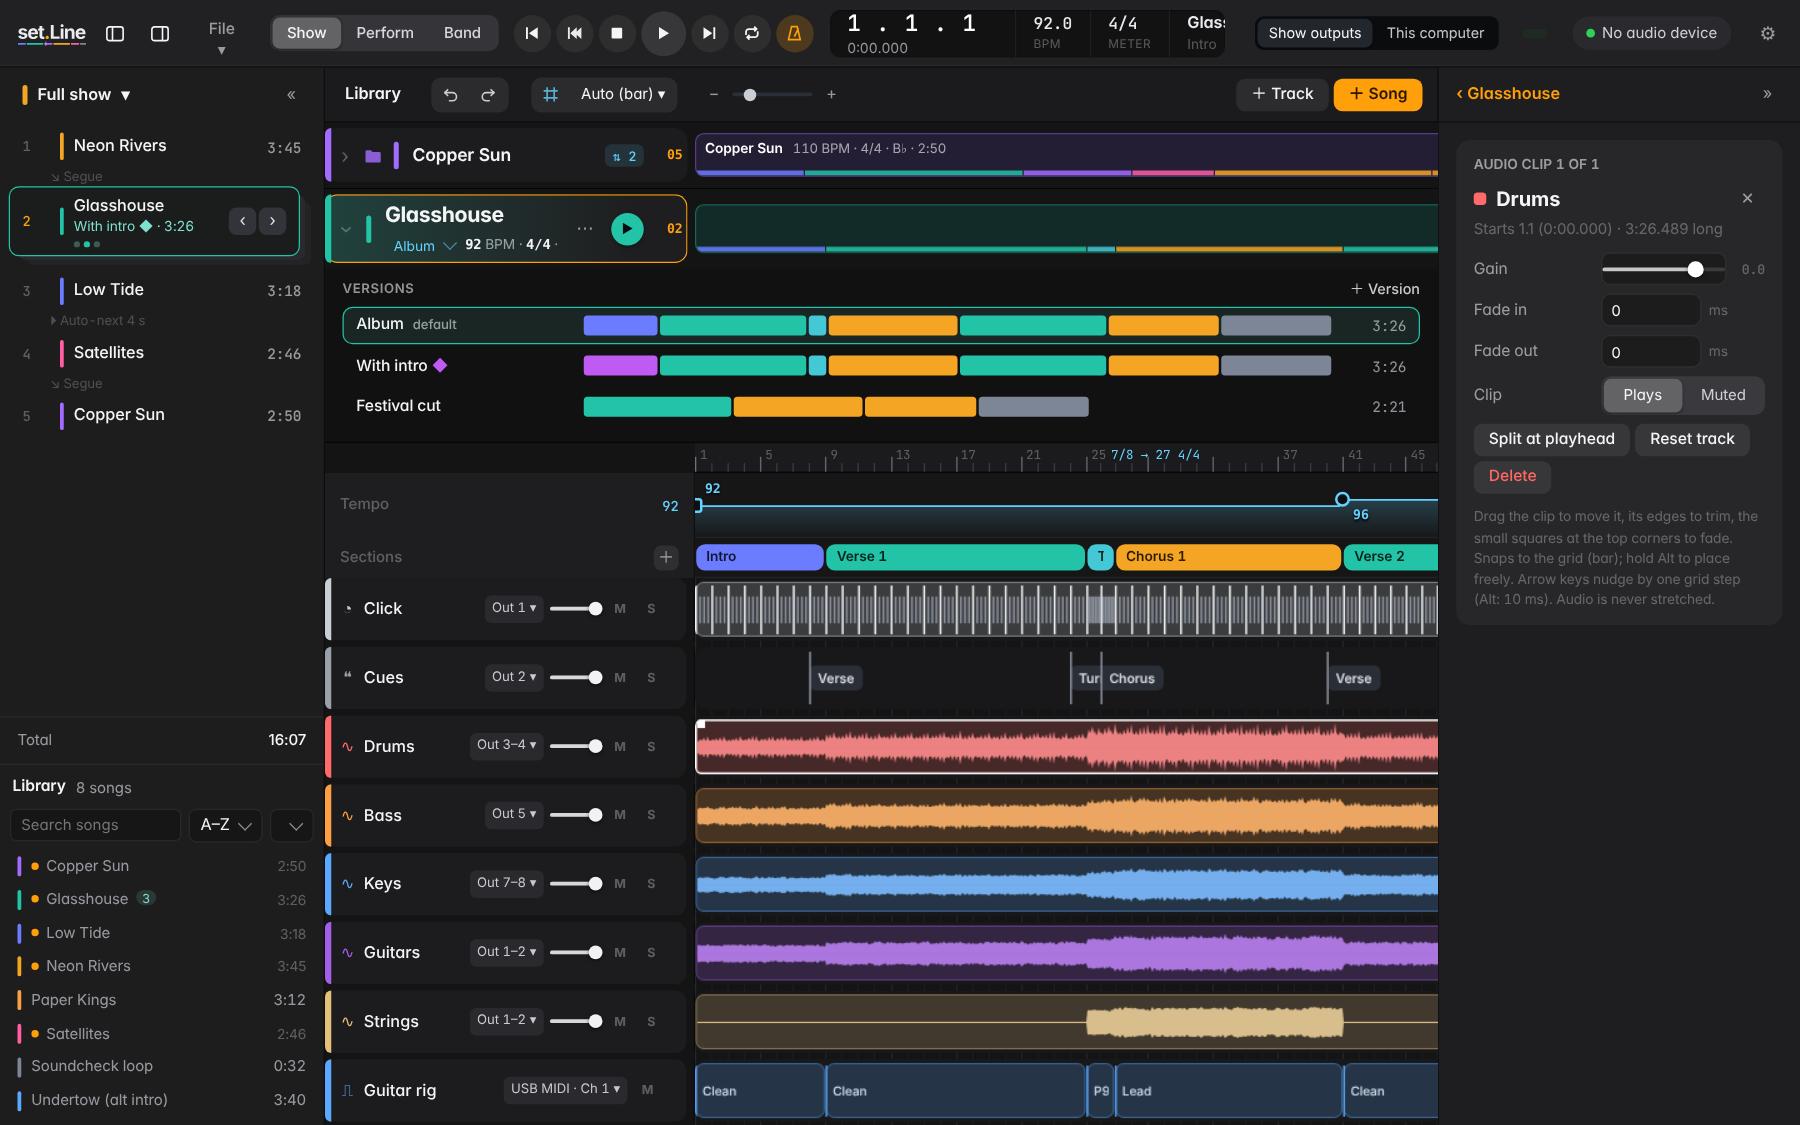 set.Line
File ▾
Show Perform Band
1 . 1 . 1
0:00.000
92.0
BPM
4/4
METER
Glas
Intro
Show outputs This computer
No audio device
Full show ▾ «
1 Neon Rivers 3:45
↘ Segue
2 Glasshouse
With intro ◆ · 3:26
‹ ›
3 Low Tide 3:18
Auto-next 4 s
4 Satellites 2:46
↘ Segue
5 Copper Sun 2:50
Total 16:07
Library 8 songs
Search songs A–Z
Copper Sun 2:50
Glasshouse 3 3:26
Low Tide 3:18
Neon Rivers 3:45
Paper Kings 3:12
Satellites 2:46
Soundcheck loop 0:32
Undertow (alt intro) 3:40
Library Auto (bar) ▾ − +
+ Track + Song
Copper Sun ⇅ 2 05
Copper Sun 110 BPM · 4/4 · B♭ · 2:50
Glasshouse ··· 02
Album 92 BPM · 4/4 ·
VERSIONS + Version
Album default 3:26
With intro ◆ 3:26
Festival cut 2:21
1 5 9 13 17 21 25 7/8 → 27 4/4 37 41 45
Tempo 92
92
96
Sections +
Intro Verse 1 T Chorus 1 Verse 2
Click Out 1 ▾ M S
Cues Out 2 ▾ M S
Verse Tur Chorus Verse
Drums Out 3–4 ▾ M S
Bass Out 5 ▾ M S
Keys Out 7–8 ▾ M S
Guitars Out 1–2 ▾ M S
Strings Out 1–2 ▾ M S
Guitar rig USB MIDI · Ch 1 ▾ M
Clean Clean P9 Lead Clean
‹ Glasshouse »
AUDIO CLIP 1 OF 1
Drums ×
Starts 1.1 (0:00.000) · 3:26.489 long
Gain 0.0
Fade in 0 ms
Fade out 0 ms
Clip Plays Muted
Split at playhead Reset track
Delete
Drag the clip to move it, its edges to trim, the
small squares at the top corners to fade.
Snaps to the grid (bar); hold Alt to place
freely. Arrow keys nudge by one grid step
(Alt: 10 ms). Audio is never stretched.